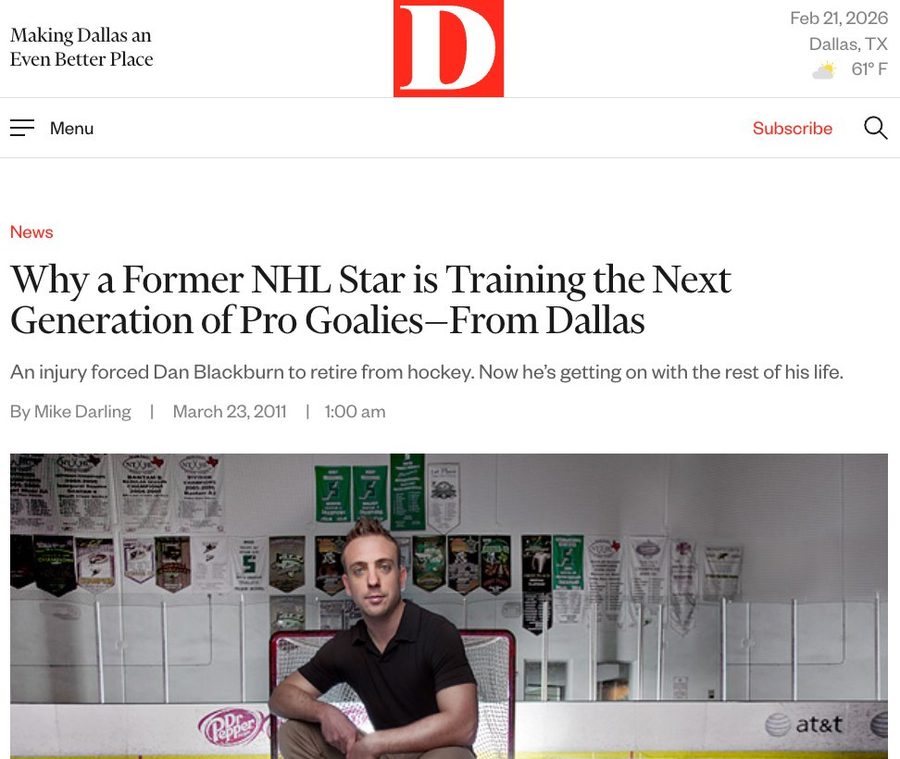 Making Dallas an
Even Better Place
D
Feb 21, 2026
Dallas, TX
61° F
Menu
Subscribe
News
Why a Former NHL Star is Training the Next
Generation of Pro Goalies—From Dallas
An injury forced Dan Blackburn to retire from hockey. Now he's getting on with the rest of his life.
By Mike Darling | March 23, 2011 | 1:00 am
Dr Pepper
at&t